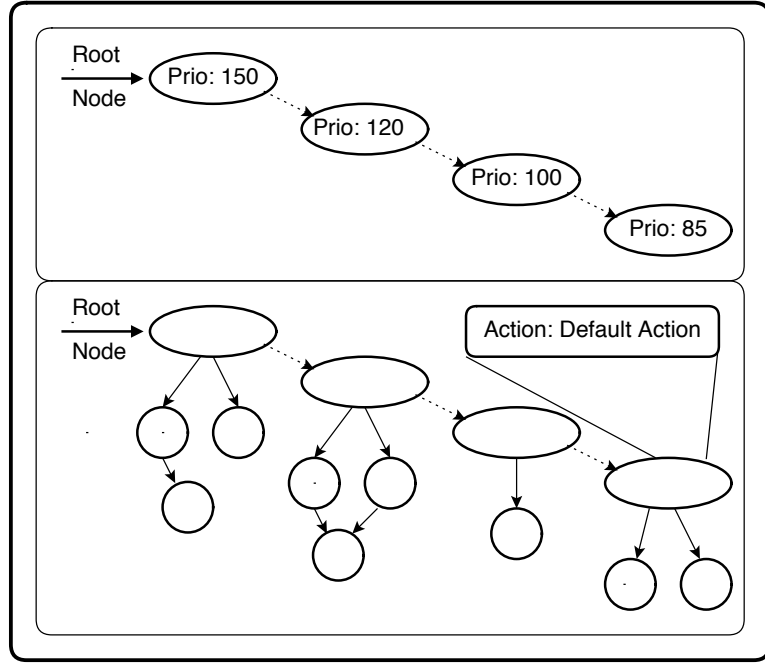 Root
Node
Prio: 150
Prio: 120
Prio: 100
Prio: 85
Root
Node
Action: Default Action